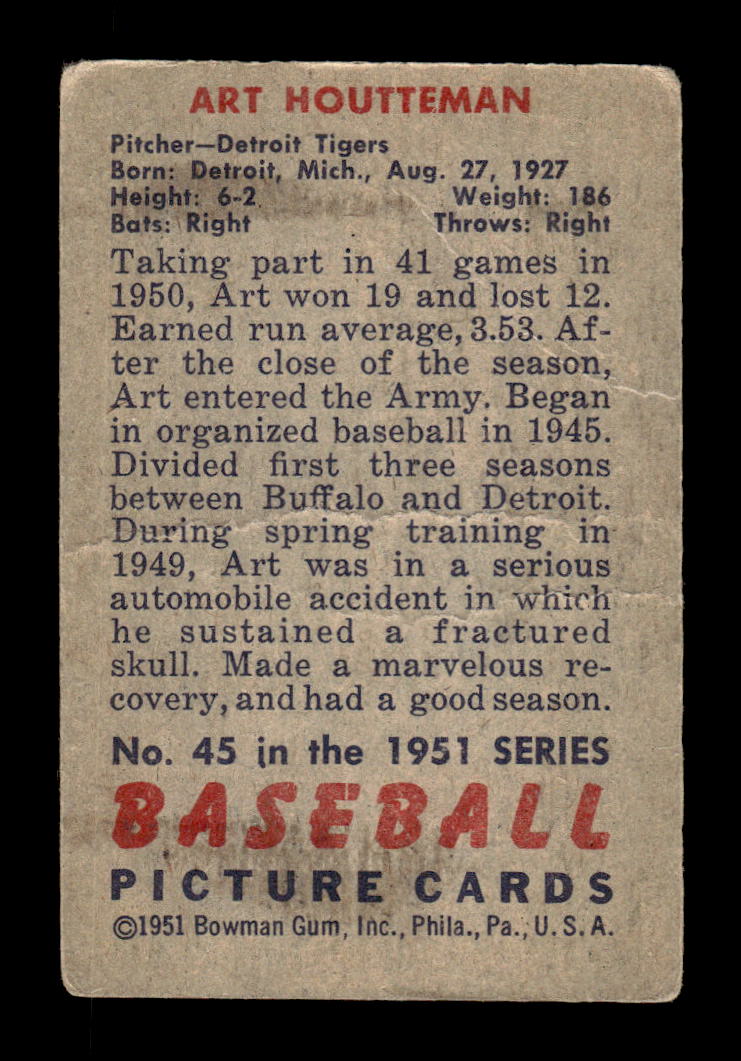 ART HOUTTEMAN
Pitcher—Detroit Tigers
Born: Detroit, Mich., Aug. 27, 1927
Height: 6-2 Weight: 186
Bats: Right Throws: Right
Taking part in 41 games in
1950, Art won 19 and lost 12.
Earned run average, 3.53. Af-
ter the close of the season,
Art entered the Army. Began
in organized baseball in 1945.
Divided first three seasons
between Buffalo and Detroit.
During spring training in
1949, Art was in a serious
automobile accident in which
he sustained a fractured
skull. Made a marvelous re-
covery, and had a good season.
No. 45 in the 1951 SERIES
BASEBALL
PICTURE CARDS
©1951 Bowman Gum, Inc., Phila., Pa., U.S.A.